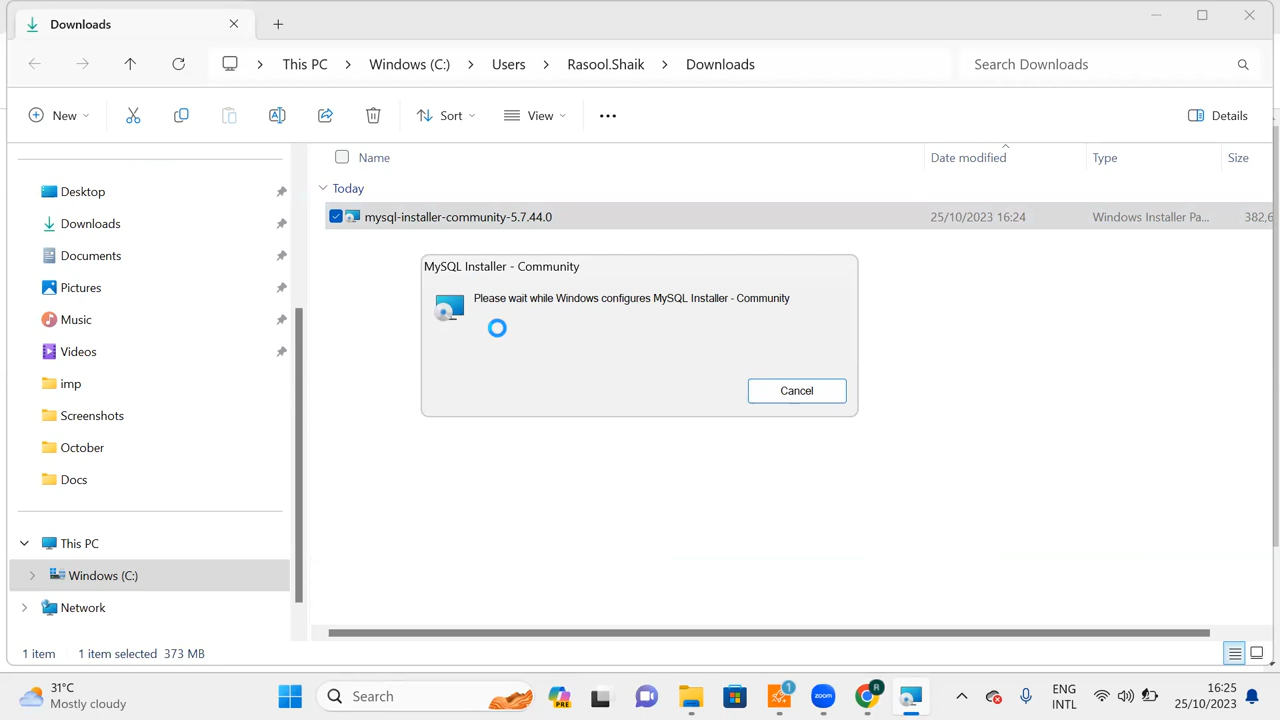 Downloads
This PC
Windows (C:)
Users
Rasool.Shaik
Downloads
Search Downloads
New
Sort
View
Details
Name
Date modified
Type
Size
Today
mysql-installer-community-5.7.44.0
25/10/2023 16:24
Windows Installer Pa...
382,6
Desktop
Downloads
Documents
Pictures
Music
Videos
imp
Screenshots
October
Docs
This PC
Windows (C:)
Network
MySQL Installer - Community
Please wait while Windows configures MySQL Installer - Community
Cancel
1 item
1 item selected 373 MB
31°C
Mostly cloudy
Search
PRE
1
zoom
R
ENG
INTL
16:25
25/10/2023